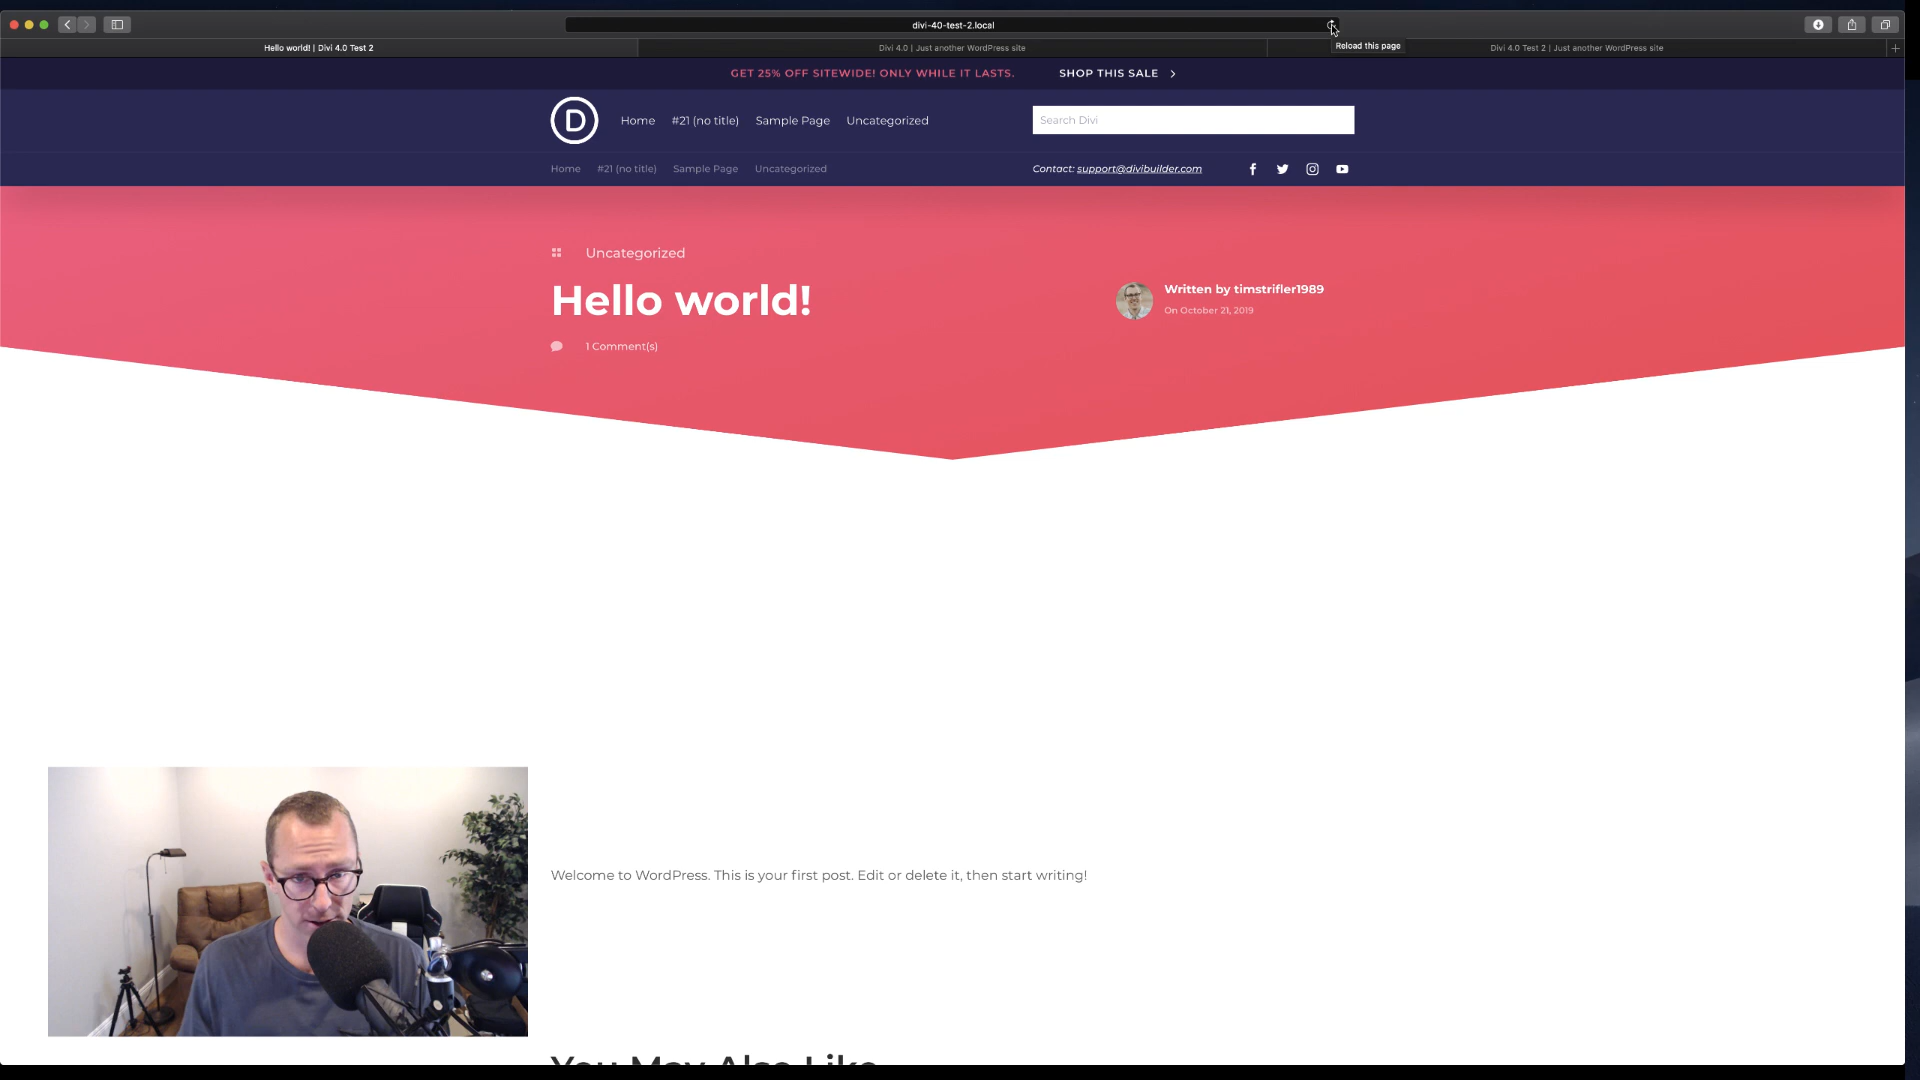 divi-40-test-2.local
Hello world! | Divi 4.0 Test 2
Divi 4.0 | Just another WordPress site
Reload this page
Divi 4.0 Test 2 | Just another WordPress site
GET 25% OFF SITEWIDE! ONLY WHILE IT LASTS.
SHOP THIS SALE
D
Home #21 (no title) Sample Page Uncategorized
Search Divi
Home #21 (no title) Sample Page Uncategorized
Contact: support@divibuilder.com
Uncategorized
Hello world!
Written by timstrifler1989
On October 21, 2019
1 Comment(s)
Welcome to WordPress. This is your first post. Edit or delete it, then start writing!
You May Also Like